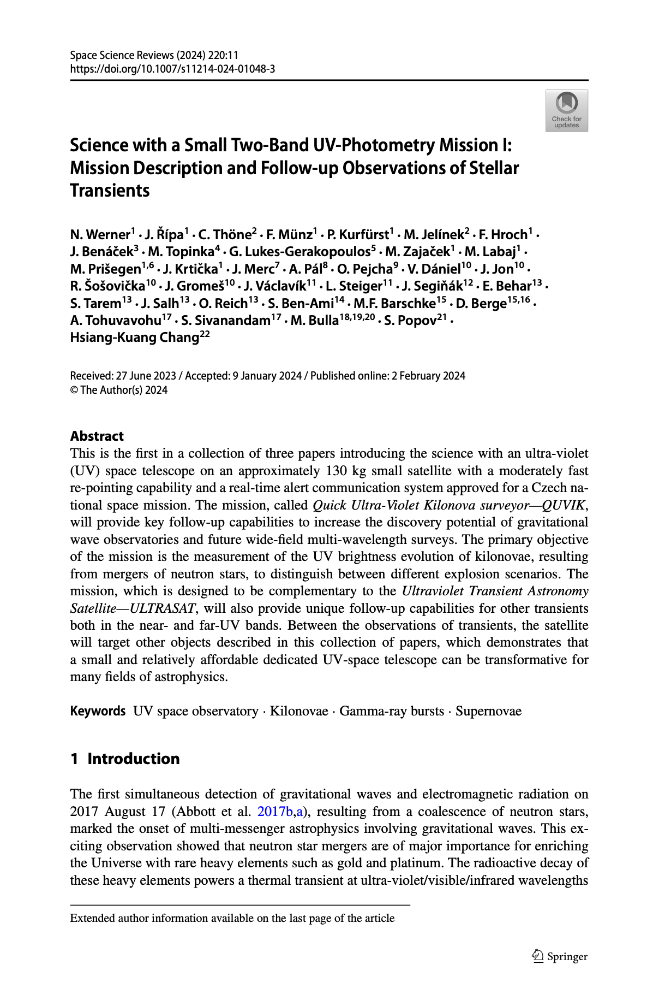 Space Science Reviews (2024) 220:11
https://doi.org/10.1007/s11214-024-01048-3
Check for
updates
Science with a Small Two-Band UV-Photometry Mission I:
Mission Description and Follow-up Observations of Stellar
Transients
N. Werner1 · J. Řípa1 · C. Thöne2 · F. Münz1 · P. Kurfürst1 · M. Jelínek2 · F. Hroch1 ·
J. Benáček3 · M. Topinka4 · G. Lukes-Gerakopoulos5 · M. Zajaček1 · M. Labaj1 ·
M. Prišegen1,6 · J. Krtička1 · J. Merc7 · A. Pál8 · O. Pejcha9 · V. Dániel10 · J. Jon10 ·
R. Šošovička10 · J. Gromeš10 · J. Václavík11 · L. Steiger11 · J. Segiňák12 · E. Behar13 ·
S. Tarem13 · J. Salh13 · O. Reich13 · S. Ben-Ami14 · M.F. Barschke15 · D. Berge15,16 ·
A. Tohuvavohu17 · S. Sivanandam17 · M. Bulla18,19,20 · S. Popov21 ·
Hsiang-Kuang Chang22
Received: 27 June 2023 / Accepted: 9 January 2024 / Published online: 2 February 2024
© The Author(s) 2024
Abstract
This is the first in a collection of three papers introducing the science with an ultra-violet
(UV) space telescope on an approximately 130 kg small satellite with a moderately fast
re-pointing capability and a real-time alert communication system approved for a Czech na-
tional space mission. The mission, called Quick Ultra-Violet Kilonova surveyor—QUVIK,
will provide key follow-up capabilities to increase the discovery potential of gravitational
wave observatories and future wide-field multi-wavelength surveys. The primary objective
of the mission is the measurement of the UV brightness evolution of kilonovae, resulting
from mergers of neutron stars, to distinguish between different explosion scenarios. The
mission, which is designed to be complementary to the Ultraviolet Transient Astronomy
Satellite—ULTRASAT, will also provide unique follow-up capabilities for other transients
both in the near- and far-UV bands. Between the observations of transients, the satellite
will target other objects described in this collection of papers, which demonstrates that
a small and relatively affordable dedicated UV-space telescope can be transformative for
many fields of astrophysics.
Keywords UV space observatory · Kilonovae · Gamma-ray bursts · Supernovae
1 Introduction
The first simultaneous detection of gravitational waves and electromagnetic radiation on
2017 August 17 (Abbott et al. 2017b,a), resulting from a coalescence of neutron stars,
marked the onset of multi-messenger astrophysics involving gravitational waves. This ex-
citing observation showed that neutron star mergers are of major importance for enriching
the Universe with rare heavy elements such as gold and platinum. The radioactive decay of
these heavy elements powers a thermal transient at ultra-violet/visible/infrared wavelengths
Extended author information available on the last page of the article
Springer